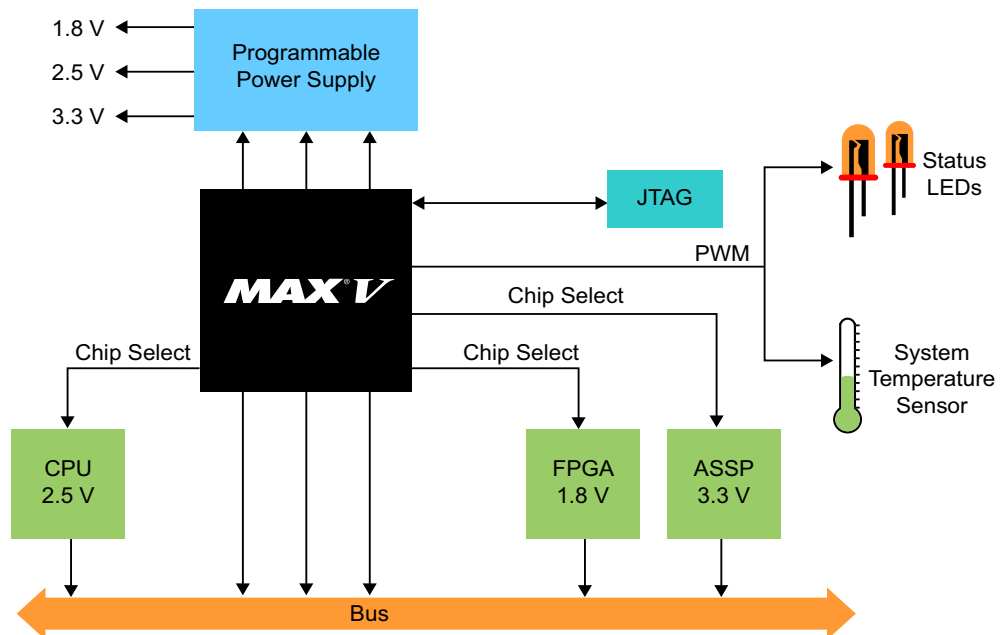 1.8 V
2.5 V
3.3 V
Programmable
Power Supply
Status
LEDs
JTAG
PWM
MAX® V
Chip Select
Chip Select
Chip Select
System
Temperature
Sensor
CPU
2.5 V
FPGA
1.8 V
ASSP
3.3 V
Bus